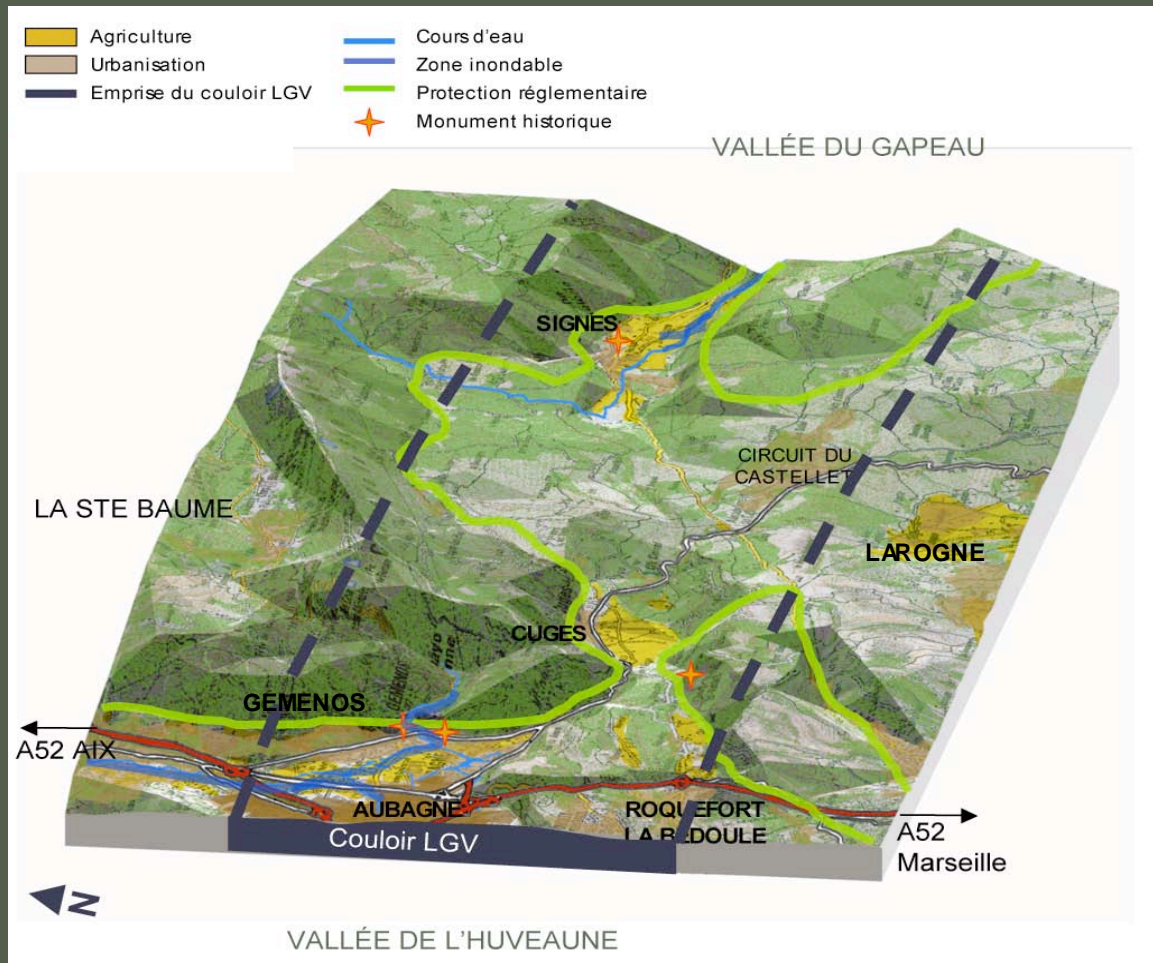 Agriculture
Urbanisation
Emprise du couloir LGV
Cours d'eau
Zone inondable
Protection réglementaire
Monument historique
VALLÉE DU GAPEAU
SIGNES
CIRCUIT DU
CASTELLET
LA STE BAUME
LAROGNE
CUGES
GEMENOS
A52 AIX
AUBAGNE
ROQUEFORT
LA BEDOULE
Couloir LGV
A52
Marseille
N
VALLÉE DE L'HUVEAUNE